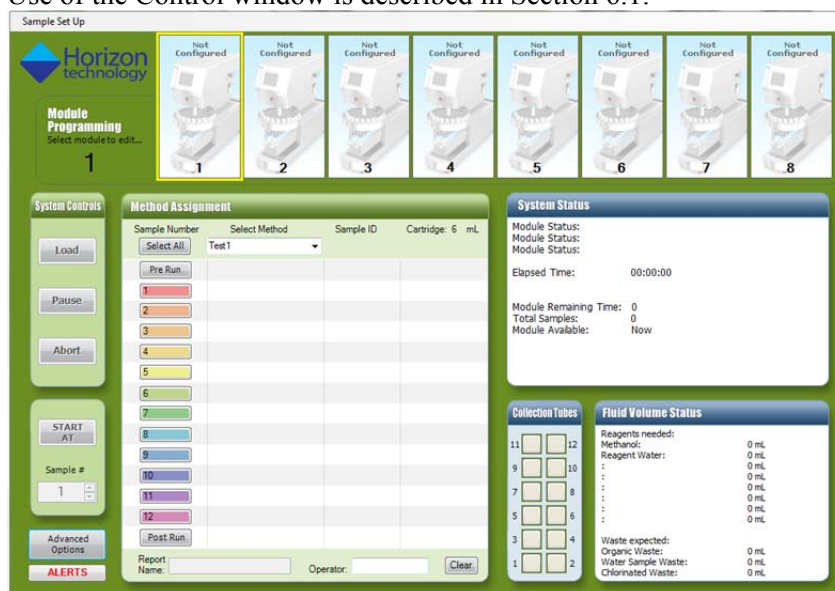 Use of the Control window is described in Section 6.1.
Sample Set Up
Horizon
technology
Module
Programming
Select module to edit...
1
Not
Configured
1
Not
Configured
2
Not
Configured
3
Not
Configured
4
Not
Configured
5
Not
Configured
6
Not
Configured
7
Not
Configured
8
System Controls
Load
Pause
Abort
START
AT
Sample #
1
Advanced
Options
ALERTS
Method Assignment
Sample Number Select Method Sample ID Cartridge: 6 mL
Select All Test1
Pre Run
1
2
3
4
5
6
7
8
9
10
11
12
Post Run
Report
Name: Operator: Clear
System Status
Module Status:
Module Status:
Module Status:
Elapsed Time: 00:00:00
Module Remaining Time: 0
Total Samples: 0
Module Available: Now
Collection Tubes
11 12
9 10
7 8
5 6
3 4
1 2
Fluid Volume Status
Reagents needed:
Methanol: 0 mL
Reagent Water: 0 mL
: 0 mL
: 0 mL
: 0 mL
: 0 mL
: 0 mL
Waste expected:
Organic Waste: 0 mL
Water Sample Waste: 0 mL
Chlorinated Waste: 0 mL